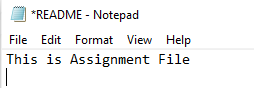 *README - Notepad
File Edit Format View Help
This is Assignment File